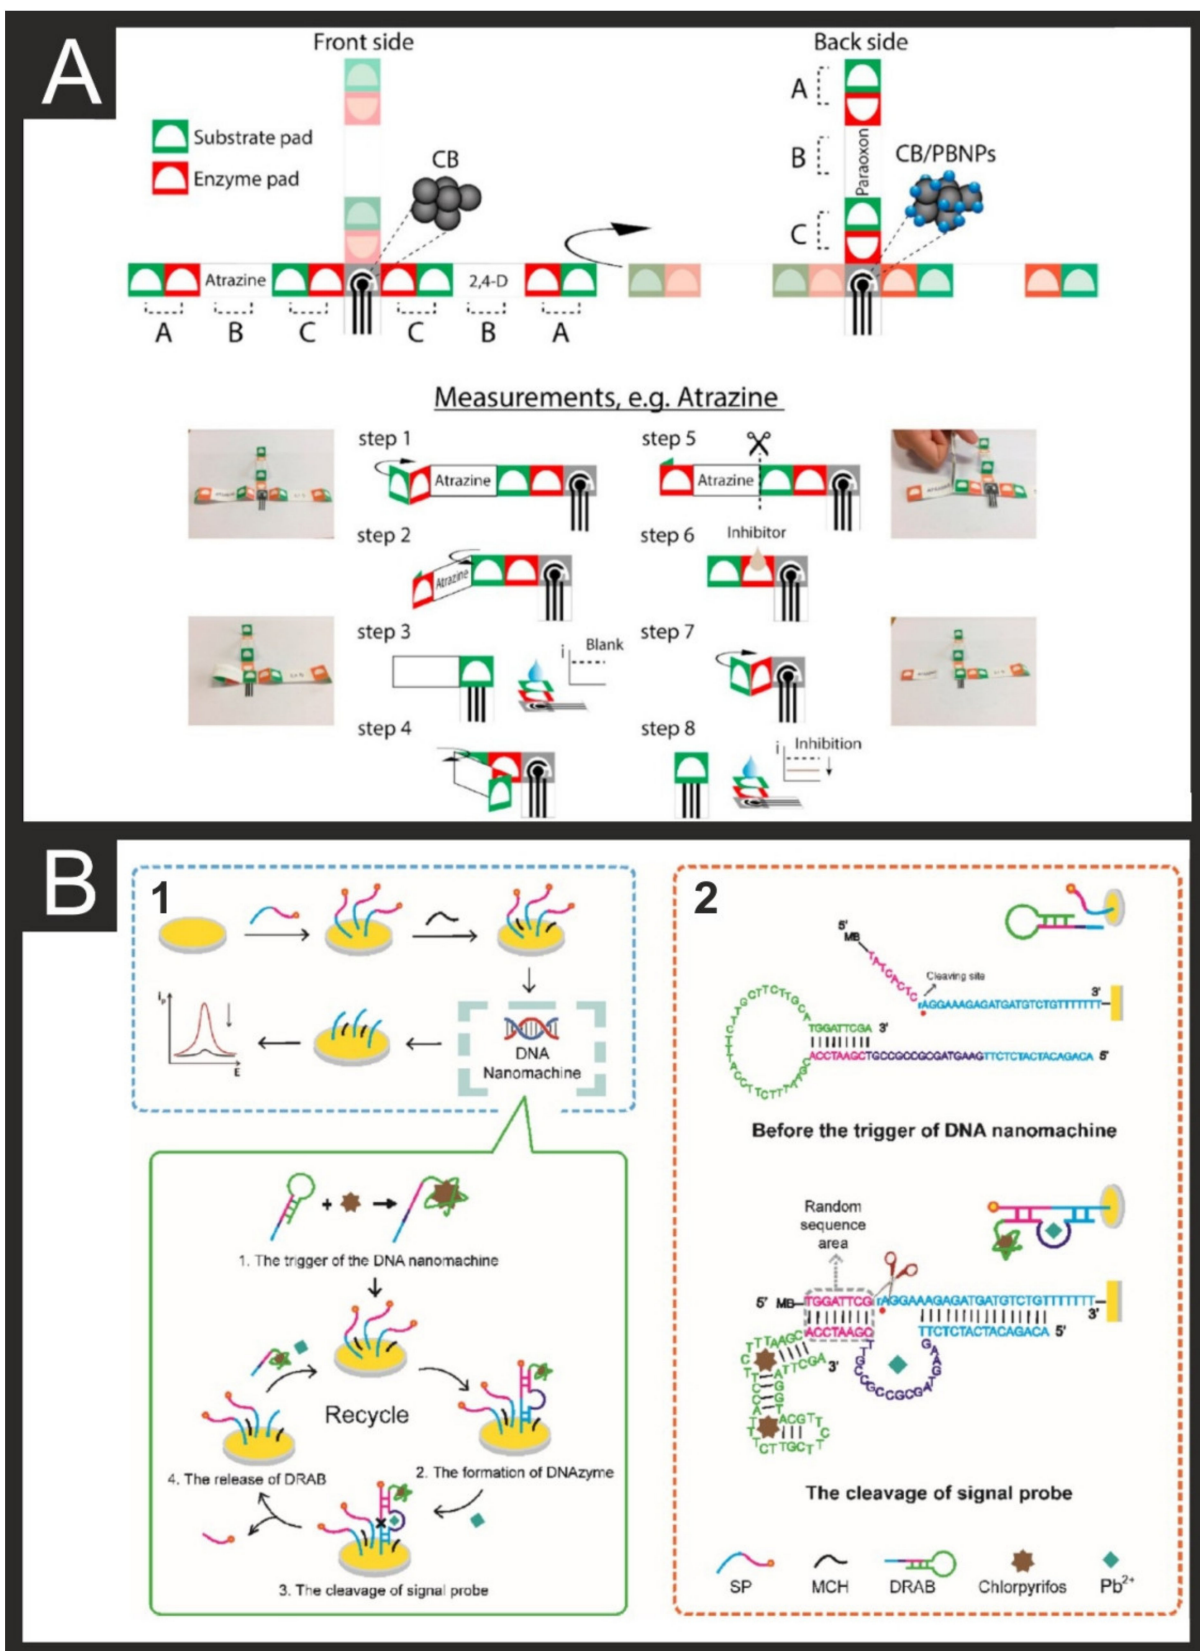 A
Front side
Back side
Substrate pad
Enzyme pad
CB
A
B
C
Paraoxon
CB/PBNPs
Atrazine
2,4-D
A
B
C
C
B
A
Measurements, e.g. Atrazine
step 1
Atrazine
step 2
Atrazine
step 3
i
Blank
step 4
step 5
Atrazine
step 6
Inhibitor
step 7
step 8
i
Inhibition
B
1
DNA
Nanomachine
iₚ
E
1. The trigger of the DNA nanomachine
Recycle
2. The formation of DNAzyme
3. The cleavage of signal probe
4. The release of DRAB
2
5'
MB
TATCACTC
Cleaving site
rAGGAAAGAGATGATGTCTGTTTTTTT
3'
TGGATTCGA 3'
ACCTAAGCTGCCGCCGCGATGAAGTTCTCTACTACAGACA 5'
Before the trigger of DNA nanomachine
Random
sequence
area
5' MB TGGATTCG rAGGAAAGAGATGATGTCTGTTTTTTT
3'
TTCTCTACTACAGACA 5'
3'
The cleavage of signal probe
SP
MCH
DRAB
Chlorpyrifos
Pb²⁺